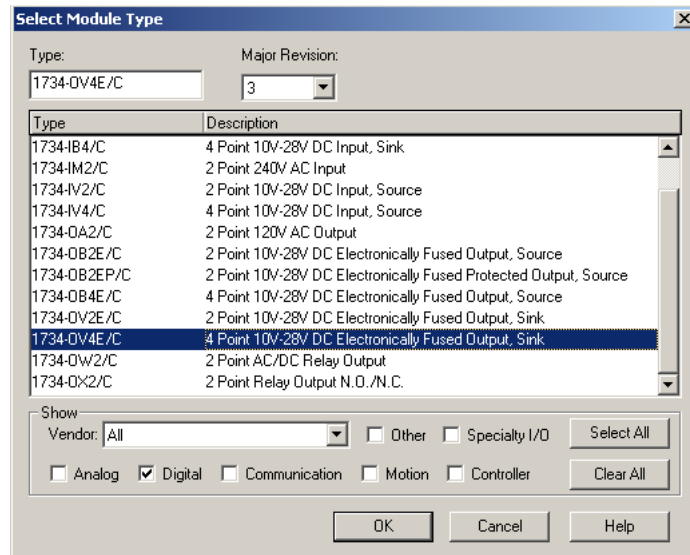 Select Module Type
Type: Major Revision:
1734-OV4E/C 3
Type Description
1734-IB4/C 4 Point 10V-28V DC Input, Sink
1734-IM2/C 2 Point 240V AC Input
1734-IV2/C 2 Point 10V-28V DC Input, Source
1734-IV4/C 4 Point 10V-28V DC Input, Source
1734-OA2/C 2 Point 120V AC Output
1734-OB2E/C 2 Point 10V-28V DC Electronically Fused Output, Source
1734-OB2EP/C 2 Point 10V-28V DC Electronically Fused Protected Output, Source
1734-OB4E/C 4 Point 10V-28V DC Electronically Fused Output, Source
1734-OV2E/C 2 Point 10V-28V DC Electronically Fused Output, Sink
1734-OV4E/C 4 Point 10V-28V DC Electronically Fused Output, Sink
1734-OW2/C 2 Point AC/DC Relay Output
1734-OX2/C 2 Point Relay Output N.O./N.C.
Show
Vendor: All Other Specialty I/O Select All
Analog Digital Communication Motion Controller Clear All
OK Cancel Help